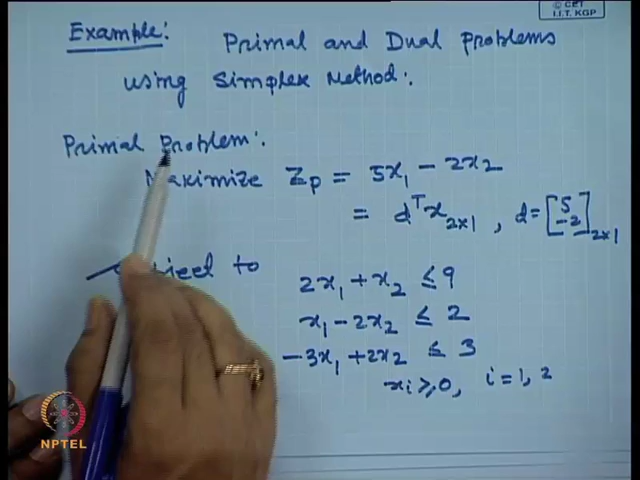 © CET
I.I.T. KGP
Example: Primal and Dual Problems
using Simplex Method:
Primal Problem:
Maximize Zp = 5x₁ - 2x₂
= dᵀx₂ₓ₁ , d = [5 -2]₂ₓ₁
to
2x₁ + x₂ ≤ 9
x₁ - 2x₂ ≤ 2
-3x₁ + 2x₂ ≤ 3
xi ≥ 0, i = 1, 2
NPTEL